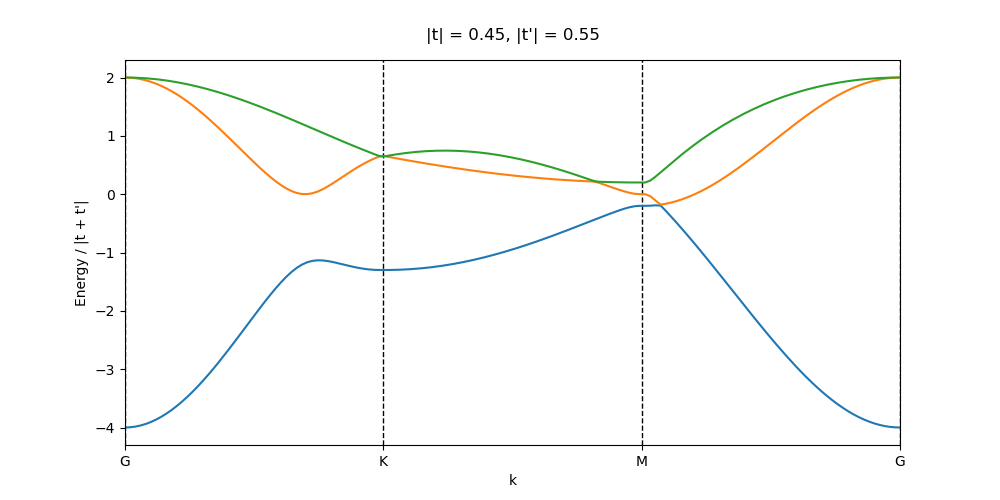 |t| = 0.45, |t'| = 0.55
2
1
0
−1
−2
−3
−4
Energy / |t + t'|
G
K
M
G
k